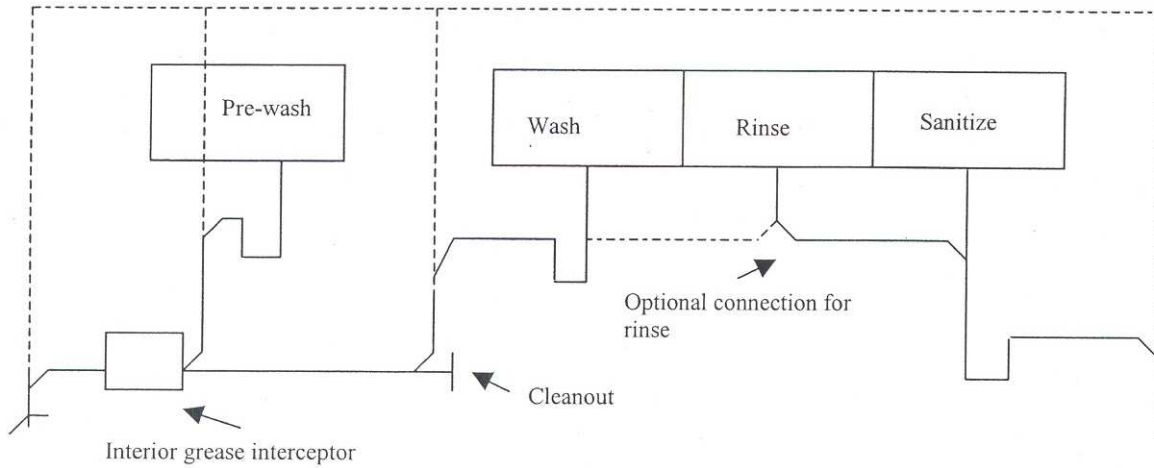 Pre-wash
Wash
Rinse
Sanitize
Optional connection for
rinse
Cleanout
Interior grease interceptor